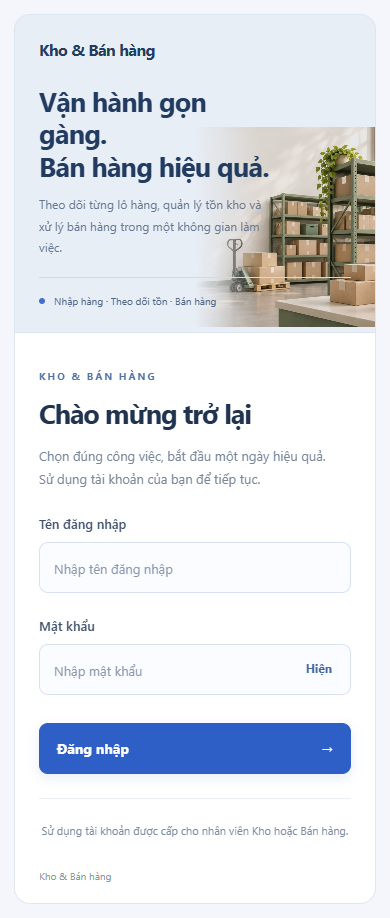 Kho & Bán hàng
Vận hành gọn
gàng.
Bán hàng hiệu quả.
Theo dõi từng lô hàng, quản lý tồn kho và
xử lý bán hàng trong một không gian làm
việc.
Nhập hàng · Theo dõi tồn · Bán hàng
KHO & BÁN HÀNG
Chào mừng trở lại
Chọn đúng công việc, bắt đầu một ngày hiệu quả.
Sử dụng tài khoản của bạn để tiếp tục.
Tên đăng nhập
Nhập tên đăng nhập
Mật khẩu
Nhập mật khẩu Hiện
Đăng nhập →
Sử dụng tài khoản được cấp cho nhân viên Kho hoặc Bán hàng.
Kho & Bán hàng